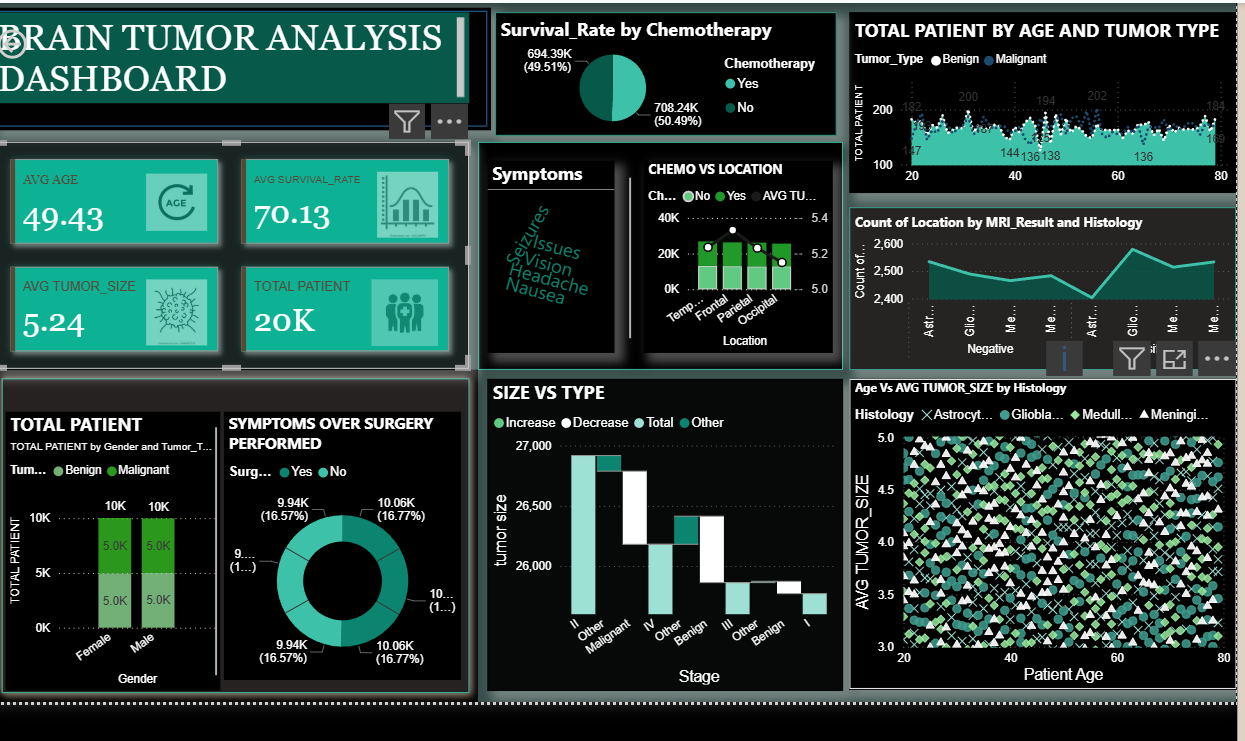 BRAIN TUMOR ANALYSIS
DASHBOARD
AVG AGE
49.43
AGE
AVG SURVIVAL_RATE
70.13
AVG TUMOR_SIZE
5.24
TOTAL PATIENT
20K
Survival_Rate by Chemotherapy
694.39K
(49.51%)
708.24K
(50.49%)
Chemotherapy
Yes
No
TOTAL PATIENT BY AGE AND TUMOR TYPE
Tumor_Type Benign Malignant
TOTAL PATIENT
200
100
182
147
200
144
136
194
138
202
136
184
169
20 40 60 80
Symptoms
Seizures
Issues
Vision
Headache
Nausea
CHEMO VS LOCATION
Ch... No Yes AVG TU...
40K
20K
0K
5.4
5.2
5.0
Temp...
Frontal
Parietal
Occipital
Location
Count of Location by MRI_Result and Histology
Count of...
2,600
2,500
2,400
Astr...
Glio...
Me...
Me...
Astr...
Glio...
Me...
Me...
Negative
TOTAL PATIENT
TOTAL PATIENT by Gender and Tumor_T...
Tum... Benign Malignant
TOTAL PATIENT
10K
5K
0K
10K 10K
5.0K 5.0K
5.0K 5.0K
Female
Male
Gender
SYMPTOMS OVER SURGERY
PERFORMED
Surg... Yes No
9.94K
(16.57%)
10.06K
(16.77%)
9....
(1...)
10...
(1...)
9.94K
(16.57%)
10.06K
(16.77%)
SIZE VS TYPE
Increase Decrease Total Other
tumor size
27,000
26,500
26,000
II
Other
Malignant
IV
Other
Benign
III
Other
Benign
I
Stage
Age Vs AVG TUMOR_SIZE by Histology
Histology Astrocyt... Gliobla... Medull... Meningi...
AVG TUMOR_SIZE
5.0
4.5
4.0
3.5
3.0
20 40 60 80
Patient Age